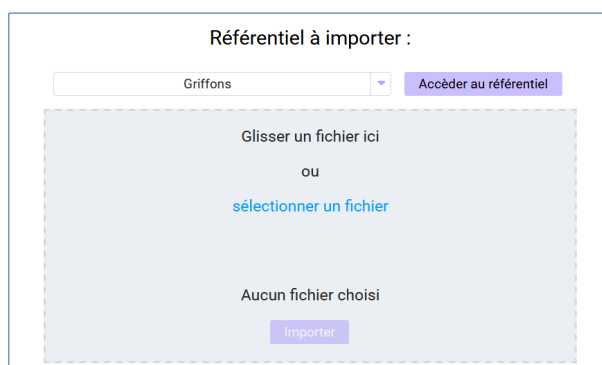 Référentiel à importer :
Griffons
Accèder au référentiel
Glisser un fichier ici
ou
sélectionner un fichier
Aucun fichier choisi
Importer